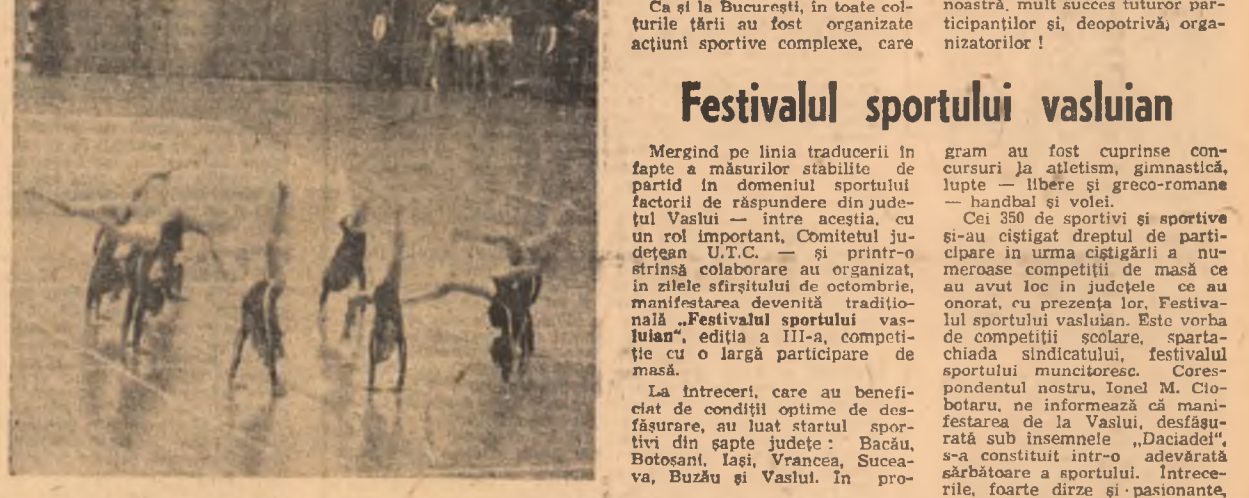 Ca și la București, în toate col-
țurile țării au fost organizate
acțiuni sportive complexe, care
noastră, mult succes tuturor par-
ticipanților și, deopotrivă, orga-
nizatorilor !
Festivalul sportului vasluian
Mergind pe linia traducerii în
fapte a măsurilor stabilite de
partid în domeniul sportului
factorii de răspundere din jude-
țul Vaslui — între aceștia, cu
un rol important, Comitetul ju-
dețean U.T.C. — și printr-o
strînsă colaborare au organizat,
în zilele sfîrșitului de octombrie,
manifestarea devenită tradițio-
nală „Festivalul sportului vas-
luian“, ediția a III-a, competi-
ție cu o largă participare de
masă.
La întreceri, care au benefi-
ciat de condiții optime de des-
fășurare, au luat startul spor-
tivi din șapte județe : Bacău,
Botoșani, Iași, Vrancea, Sucea-
va, Buzău și Vaslui. În pro-
gram au fost cuprinse con-
cursuri la atletism, gimnastică,
lupte — libere și greco-romane
— handbal și volei.
Cei 350 de sportivi și sportive
și-au cîștigat dreptul de parti-
cipare în urma cîștigării a nu-
meroase competiții de masă ce
au avut loc în județele ce au
onorat, cu prezența lor, Festiva-
lul sportului vasluian. Este vorba
de competiții școlare, sparta-
chiada sindicatului, festivalul
sportului muncitoresc. Cores-
pondentul nostru, Ionel M. Cio-
botaru, ne informează că mani-
festarea de la Vaslui, desfășu-
rată sub însemnele „Daciadei“,
s-a constituit într-o adevărată
sărbătoare a sportului. Întrece-
rile, foarte dîrze și pasionante,